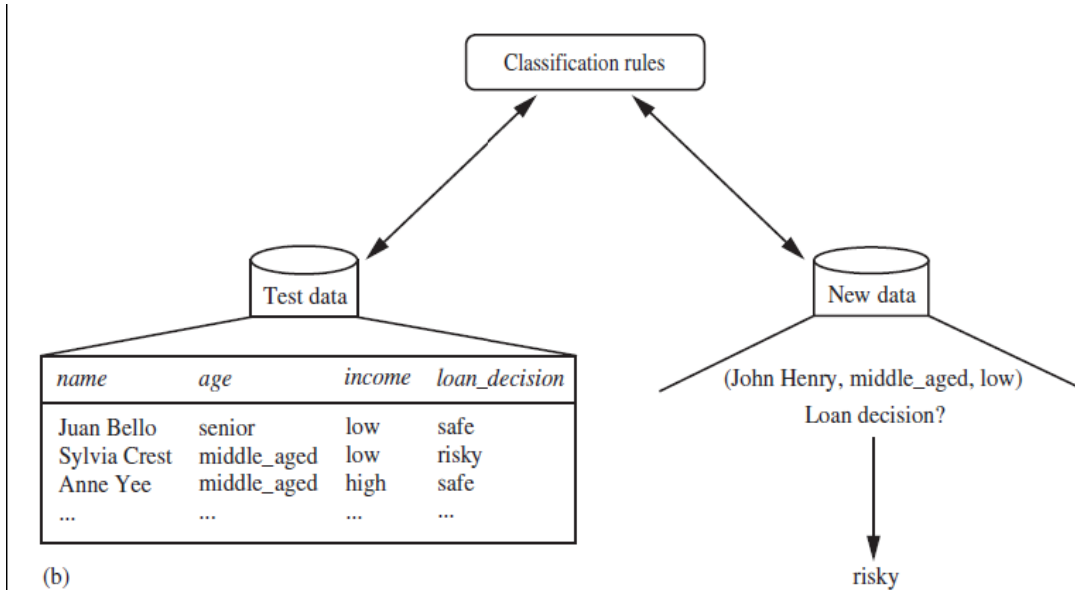 Classification rules
Test data
name age income loan_decision
Juan Bello senior low safe
Sylvia Crest middle_aged low risky
Anne Yee middle_aged high safe
... ... ... ...
New data
(John Henry, middle_aged, low)
Loan decision?
risky
(b)